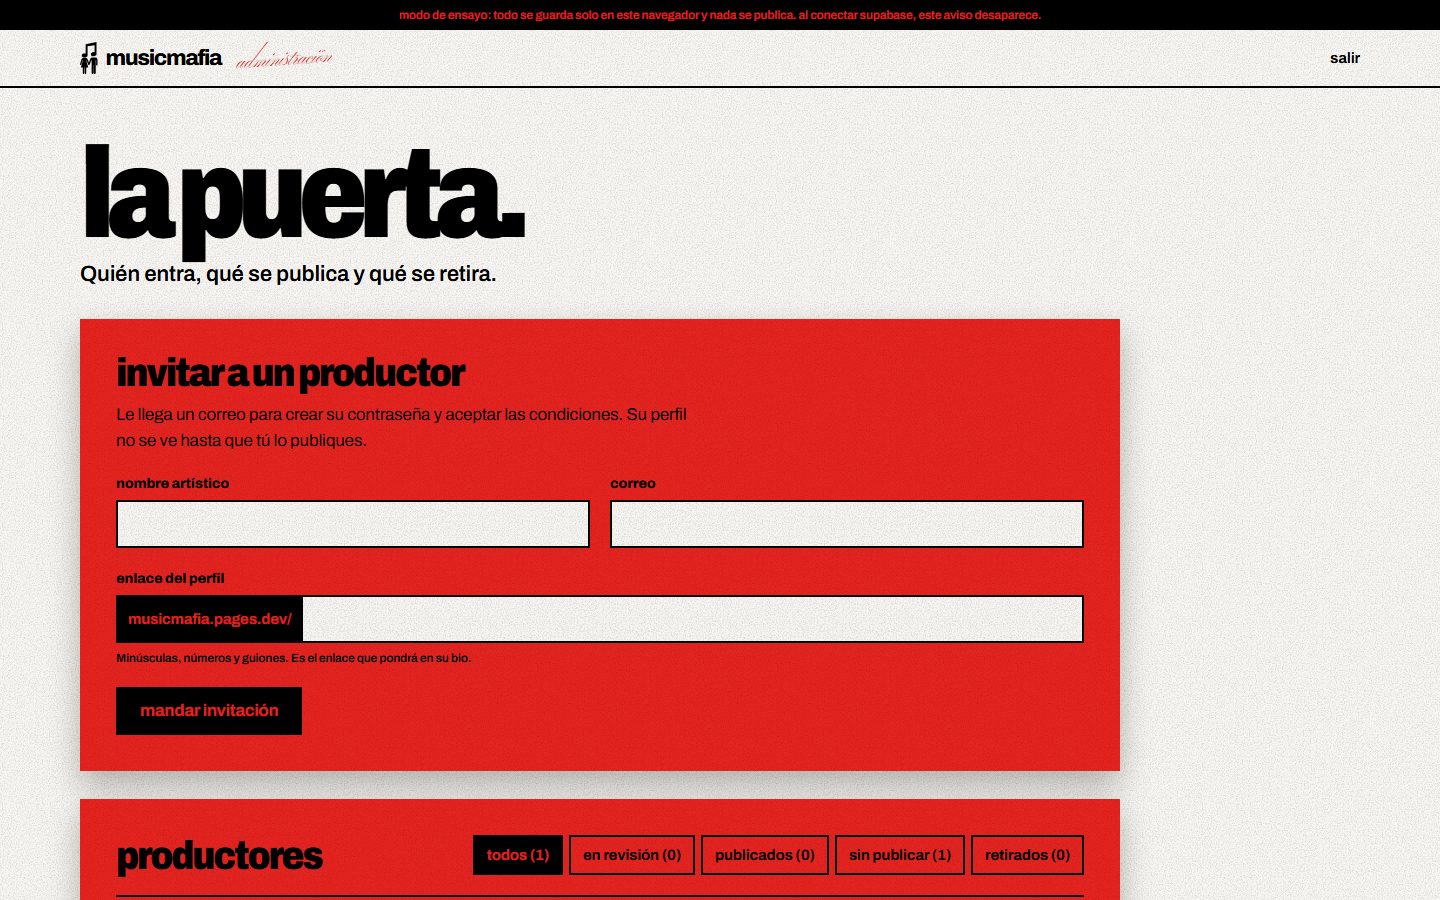 modo de ensayo: todo se guarda solo en este navegador y nada se publica. al conectar supabase, este aviso desaparece.
musicmafia administración salir
la puerta.
Quién entra, qué se publica y qué se retira.
invitar a un productor
Le llega un correo para crear su contraseña y aceptar las condiciones. Su perfil
no se ve hasta que tú lo publiques.
nombre artístico correo
enlace del perfil
musicmafia.pages.dev/
Minúsculas, números y guiones. Es el enlace que pondrá en su bio.
mandar invitación
productores todos (1) en revisión (0) publicados (0) sin publicar (1) retirados (0)